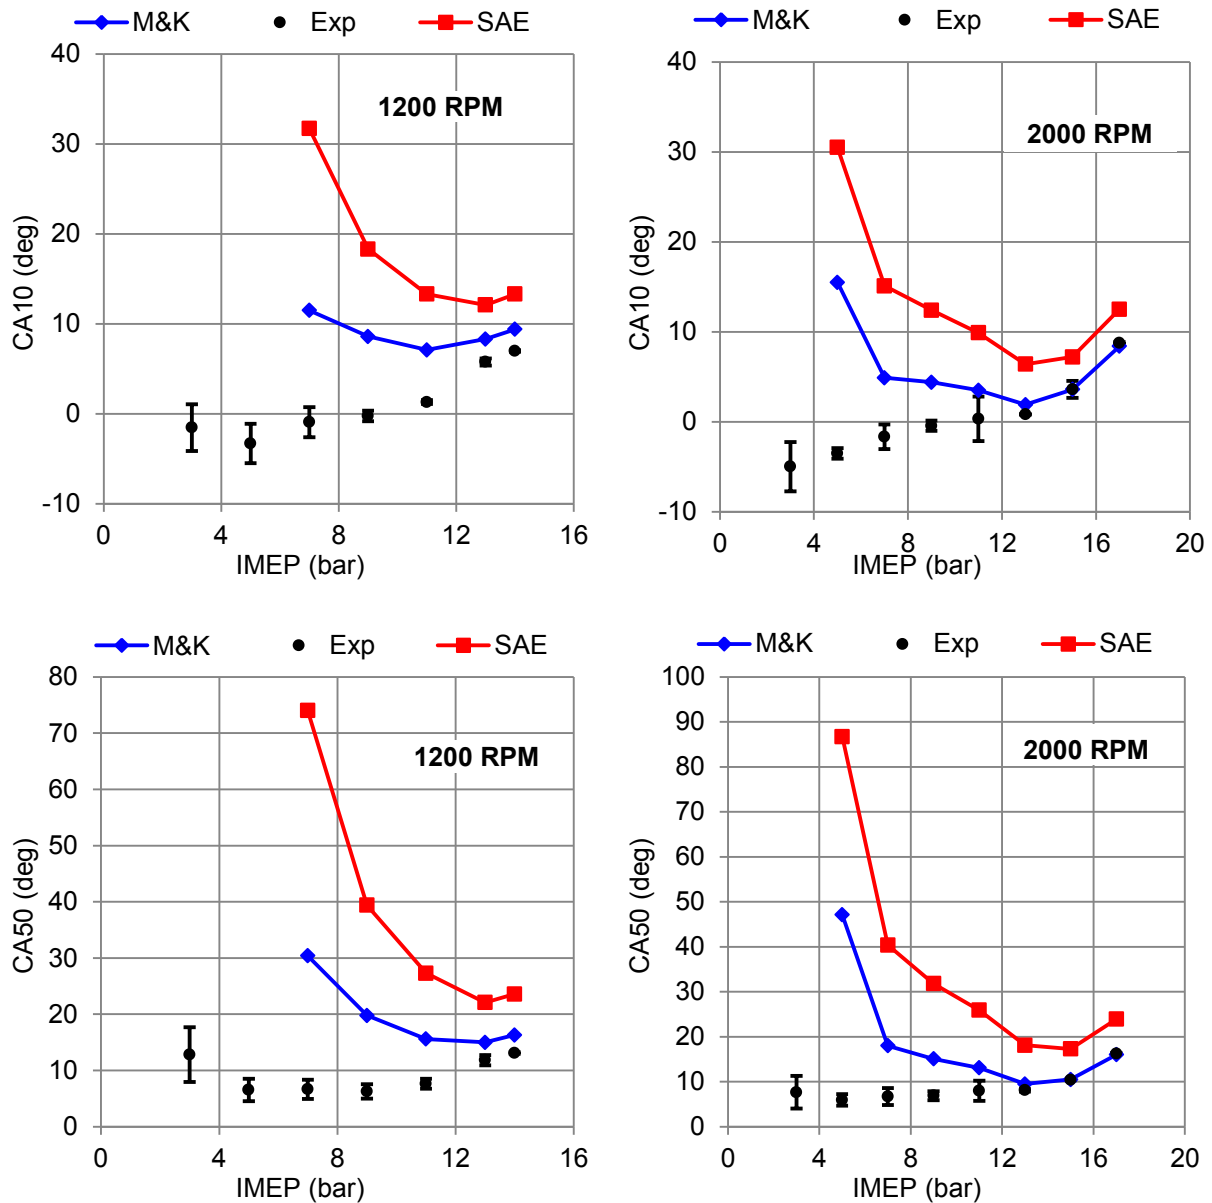 M&K Exp SAE
40
30
20
10
0
-10
CA10 (deg)
1200 RPM
0 4 8 12 16
IMEP (bar)
M&K Exp SAE
40
30
20
10
0
-10
CA10 (deg)
2000 RPM
0 4 8 12 16 20
IMEP (bar)
M&K Exp SAE
80
70
60
50
40
30
20
10
0
CA50 (deg)
1200 RPM
0 4 8 12 16
IMEP (bar)
M&K Exp SAE
100
90
80
70
60
50
40
30
20
10
0
CA50 (deg)
2000 RPM
0 4 8 12 16 20
IMEP (bar)